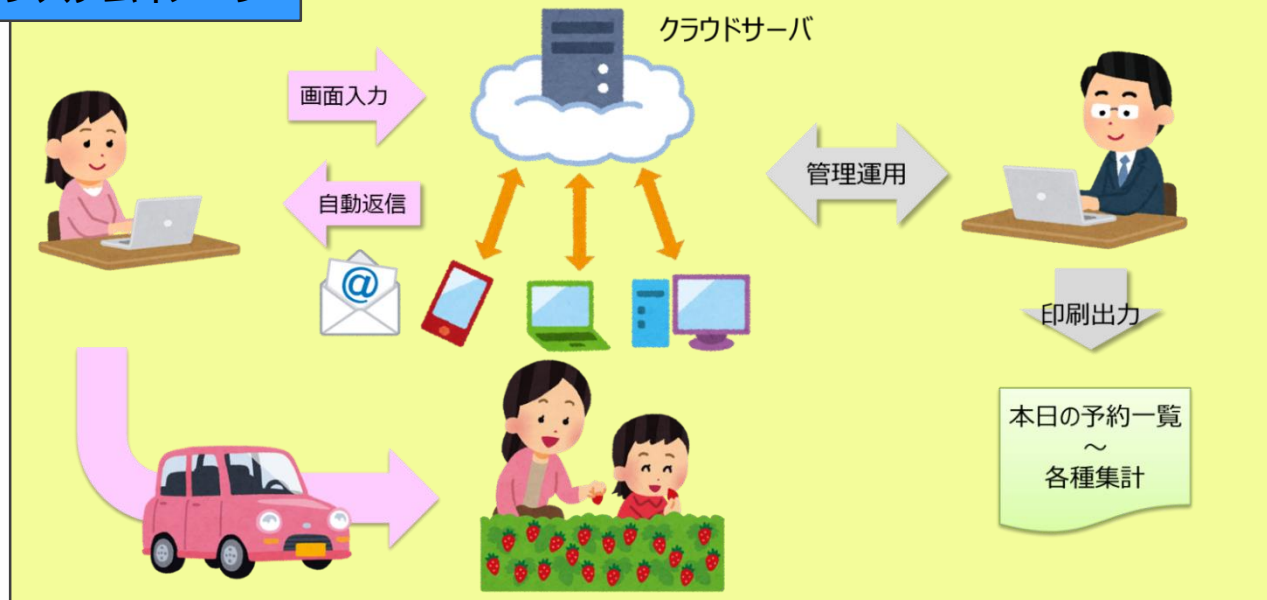 クラウドサーバ
画面入力
自動返信
@
管理運用
印刷出力
本日の予約一覧
～
各種集計